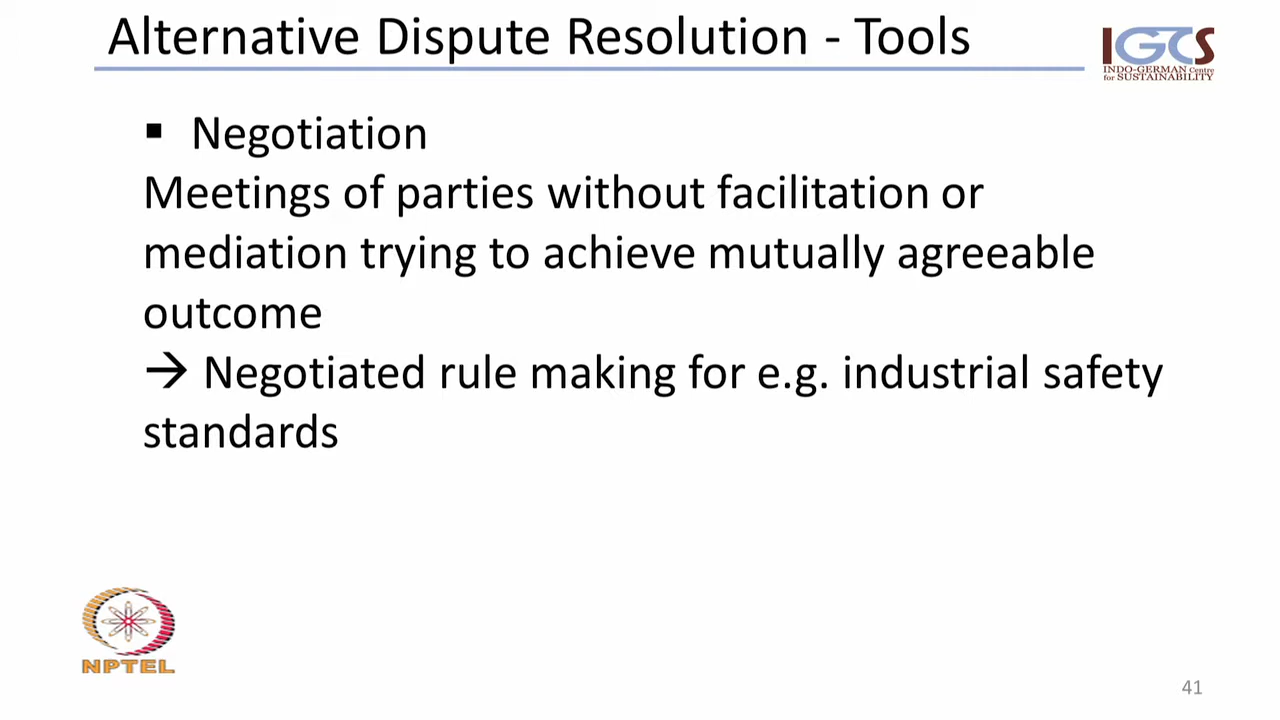 Alternative Dispute Resolution - Tools
IGCS
INDO-GERMAN Centre
for SUSTAINABILITY
▪ Negotiation
Meetings of parties without facilitation or
mediation trying to achieve mutually agreeable
outcome
→ Negotiated rule making for e.g. industrial safety
standards
NPTEL
41